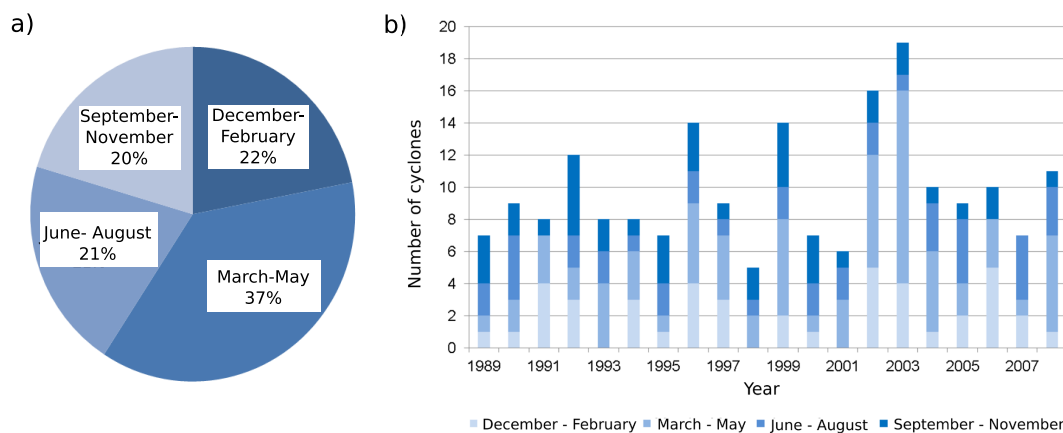 a)
September-
November
20%
December-
February
22%
June- August
21%
March-May
37%
b)
Number of cyclones
20
18
16
14
12
10
8
6
4
2
0
1989 1991 1993 1995 1997 1999 2001 2003 2005 2007
Year
December - February March - May June - August September - November